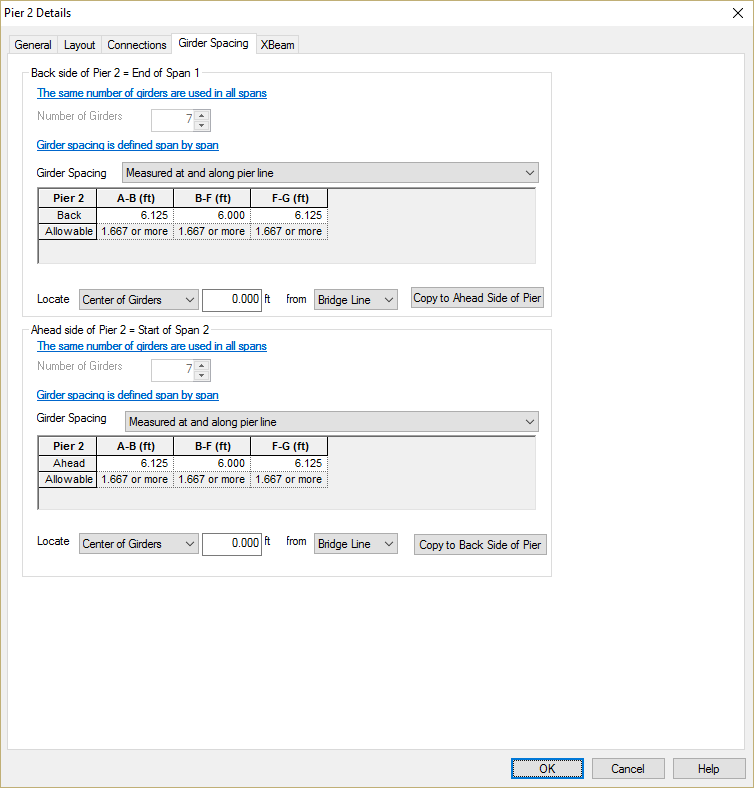 Pier 2 Details
General Layout Connections Girder Spacing XBeam
Back side of Pier 2 = End of Span 1
The same number of girders are used in all spans
Number of Girders 7
Girder spacing is defined span by span
Girder Spacing Measured at and along pier line
Pier 2 A-B (ft) B-F (ft) F-G (ft)
Back 6.125 6.000 6.125
Allowable 1.667 or more 1.667 or more 1.667 or more
Locate Center of Girders 0.000 ft from Bridge Line Copy to Ahead Side of Pier
Ahead side of Pier 2 = Start of Span 2
The same number of girders are used in all spans
Number of Girders 7
Girder spacing is defined span by span
Girder Spacing Measured at and along pier line
Pier 2 A-B (ft) B-F (ft) F-G (ft)
Ahead 6.125 6.000 6.125
Allowable 1.667 or more 1.667 or more 1.667 or more
Locate Center of Girders 0.000 ft from Bridge Line Copy to Back Side of Pier
OK Cancel Help